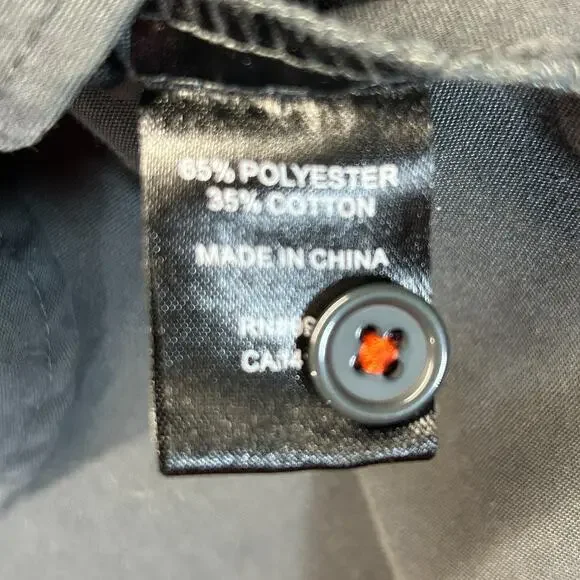 65% POLYESTER
35% COTTON
MADE IN CHINA